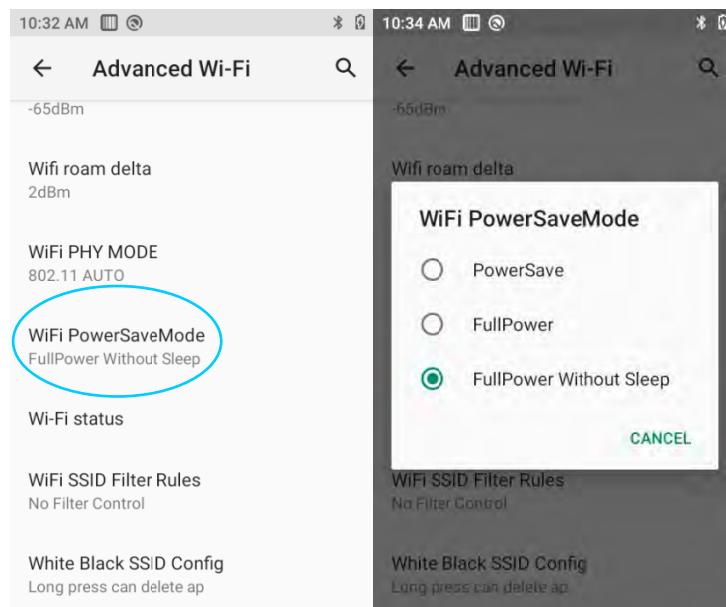 10:32 AM
Advanced Wi-Fi
-65dBm
Wifi roam delta
2dBm
WiFi PHY MODE
802.11 AUTO
WiFi PowerSaveMode
FullPower Without Sleep
Wi-Fi status
WiFi SSID Filter Rules
No Filter Control
White Black SSID Config
Long press can delete ap
10:34 AM
Advanced Wi-Fi
-65dBm
Wifi roam delta
WiFi PowerSaveMode
PowerSave
FullPower
FullPower Without Sleep
CANCEL
WiFi SSID Filter Rules
No Filter Control
White Black SSID Config
Long press can delete ap